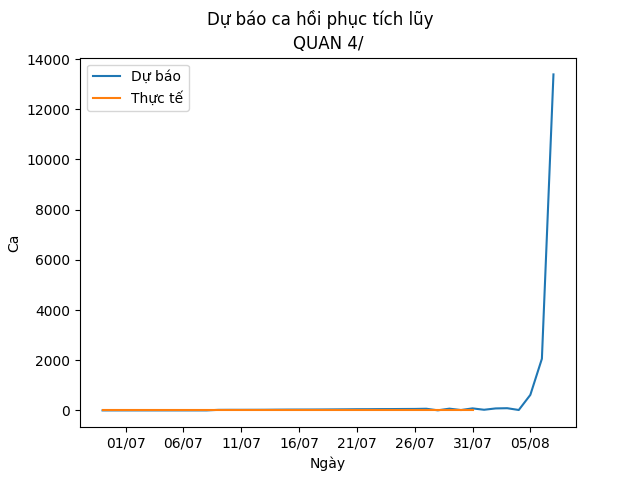 Dự báo ca hồi phục tích lũy
QUAN 4/
14000
12000
10000
8000
6000
4000
2000
0
Ca
Dự báo
Thực tế
01/07 06/07 11/07 16/07 21/07 26/07 31/07 05/08
Ngày